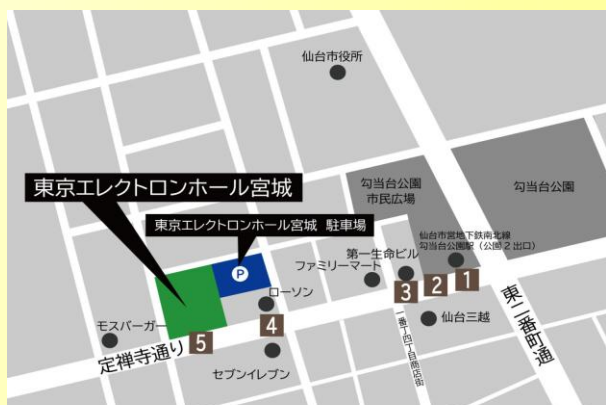 仙台市役所
勾当台公園
市民広場
勾当台公園
東京エレクトロンホール宮城
東京エレクトロンホール宮城 駐車場
仙台市営地下鉄南北線
勾当台公園駅（公園2出口）
第一生命ビル
ファミリーマート
P
ローソン
1
2
3
4
5
モスバーガー
定禅寺通り
セブンイレブン
仙台三越
一番丁四丁目商店街
東二番町通